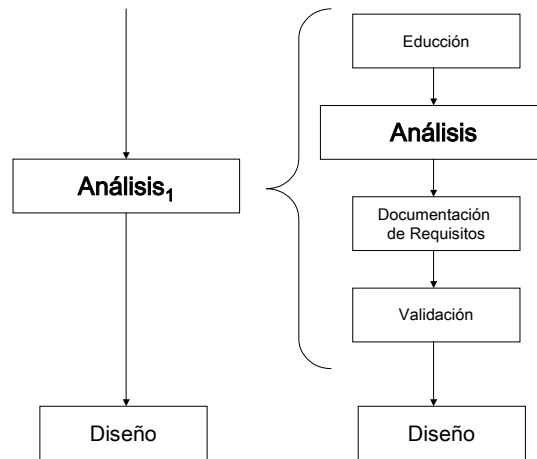 Análisis₁
Diseño
Educción
Análisis
Documentación
de Requisitos
Validación
Diseño